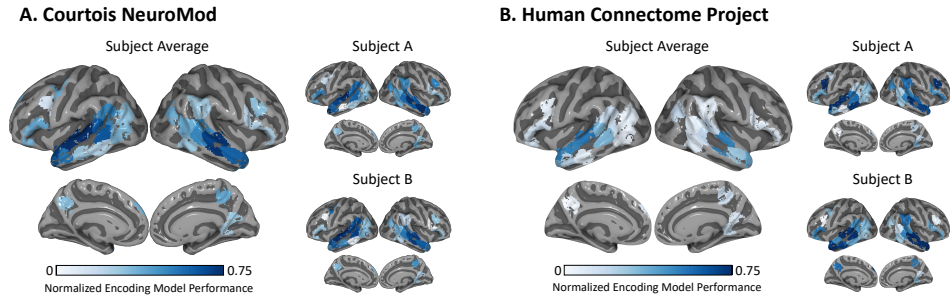 A. Courtois NeuroMod
Subject Average
Subject A
Subject B
0
0.75
Normalized Encoding Model Performance
B. Human Connectome Project
Subject Average
Subject A
Subject B
0
0.75
Normalized Encoding Model Performance